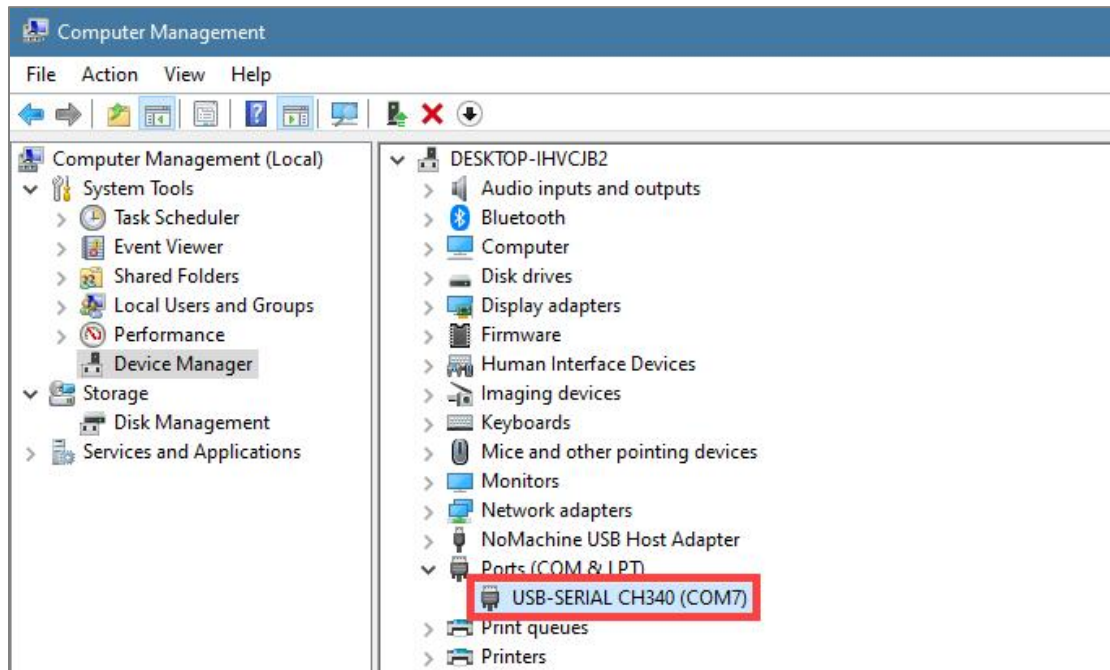 Computer Management
File Action View Help
Computer Management (Local)
System Tools
Task Scheduler
Event Viewer
Shared Folders
Local Users and Groups
Performance
Device Manager
Storage
Disk Management
Services and Applications
DESKTOP-IHVCJB2
Audio inputs and outputs
Bluetooth
Computer
Disk drives
Display adapters
Firmware
Human Interface Devices
Imaging devices
Keyboards
Mice and other pointing devices
Monitors
Network adapters
NoMachine USB Host Adapter
Ports (COM & LPT)
USB-SERIAL CH340 (COM7)
Print queues
Printers